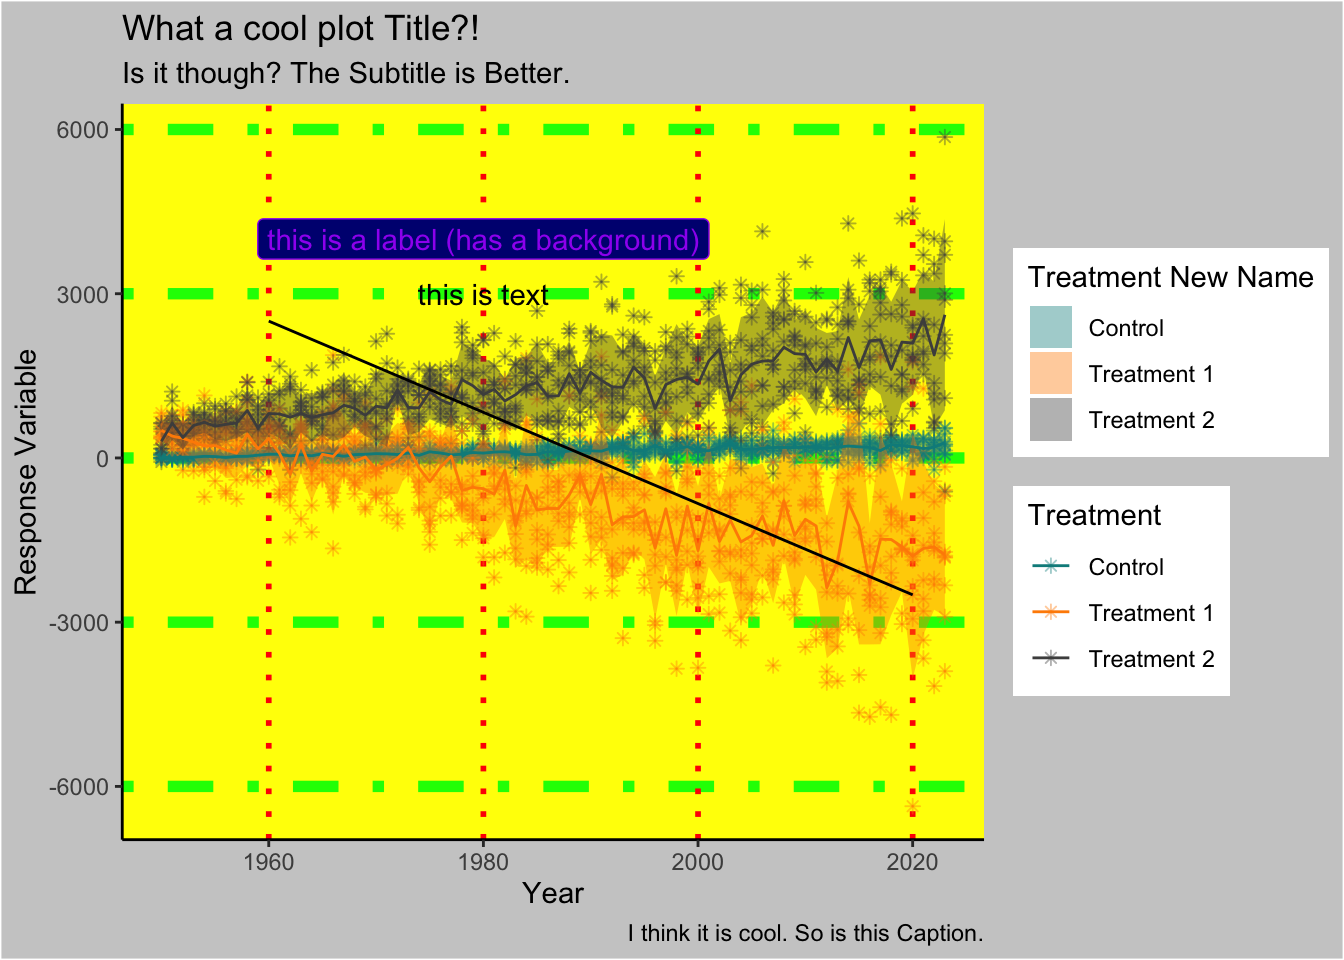 What a cool plot Title?!
Is it though? The Subtitle is Better.
6000
3000
0
-3000
-6000
Response Variable
this is a label (has a background)
this is text
1960
1980
2000
2020
Year
I think it is cool. So is this Caption.
Treatment New Name
Control
Treatment 1
Treatment 2
Treatment
Control
Treatment 1
Treatment 2